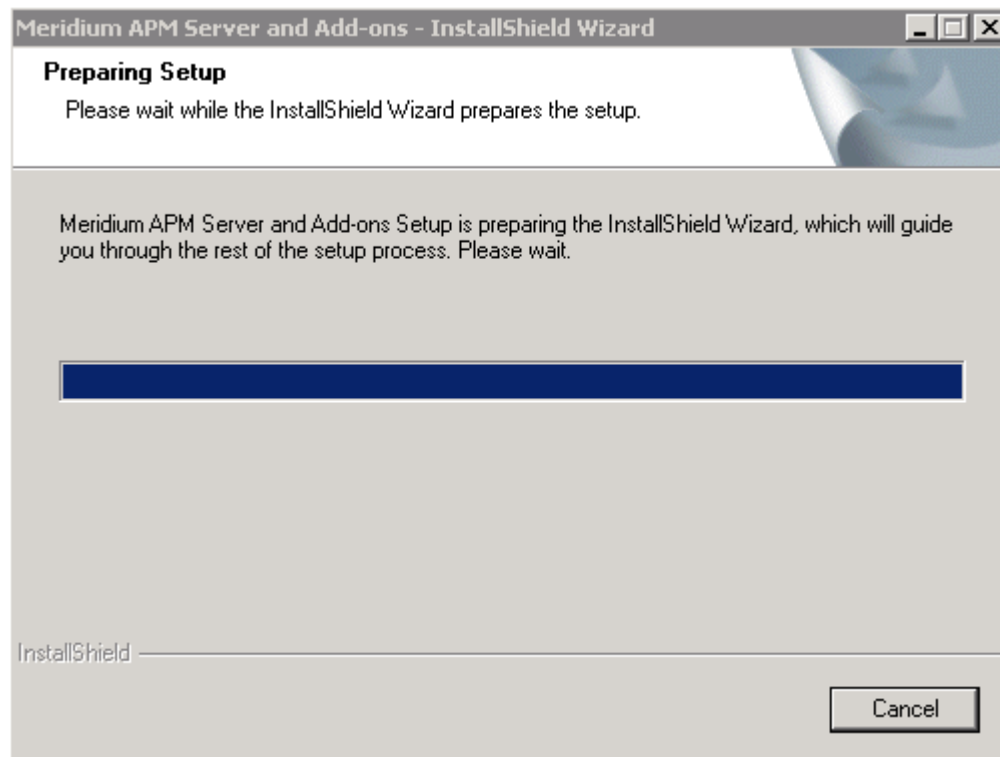 Meridium APM Server and Add-ons - InstallShield Wizard
Preparing Setup
Please wait while the InstallShield Wizard prepares the setup.
Meridium APM Server and Add-ons Setup is preparing the InstallShield Wizard, which will guide
you through the rest of the setup process. Please wait.
InstallShield
Cancel